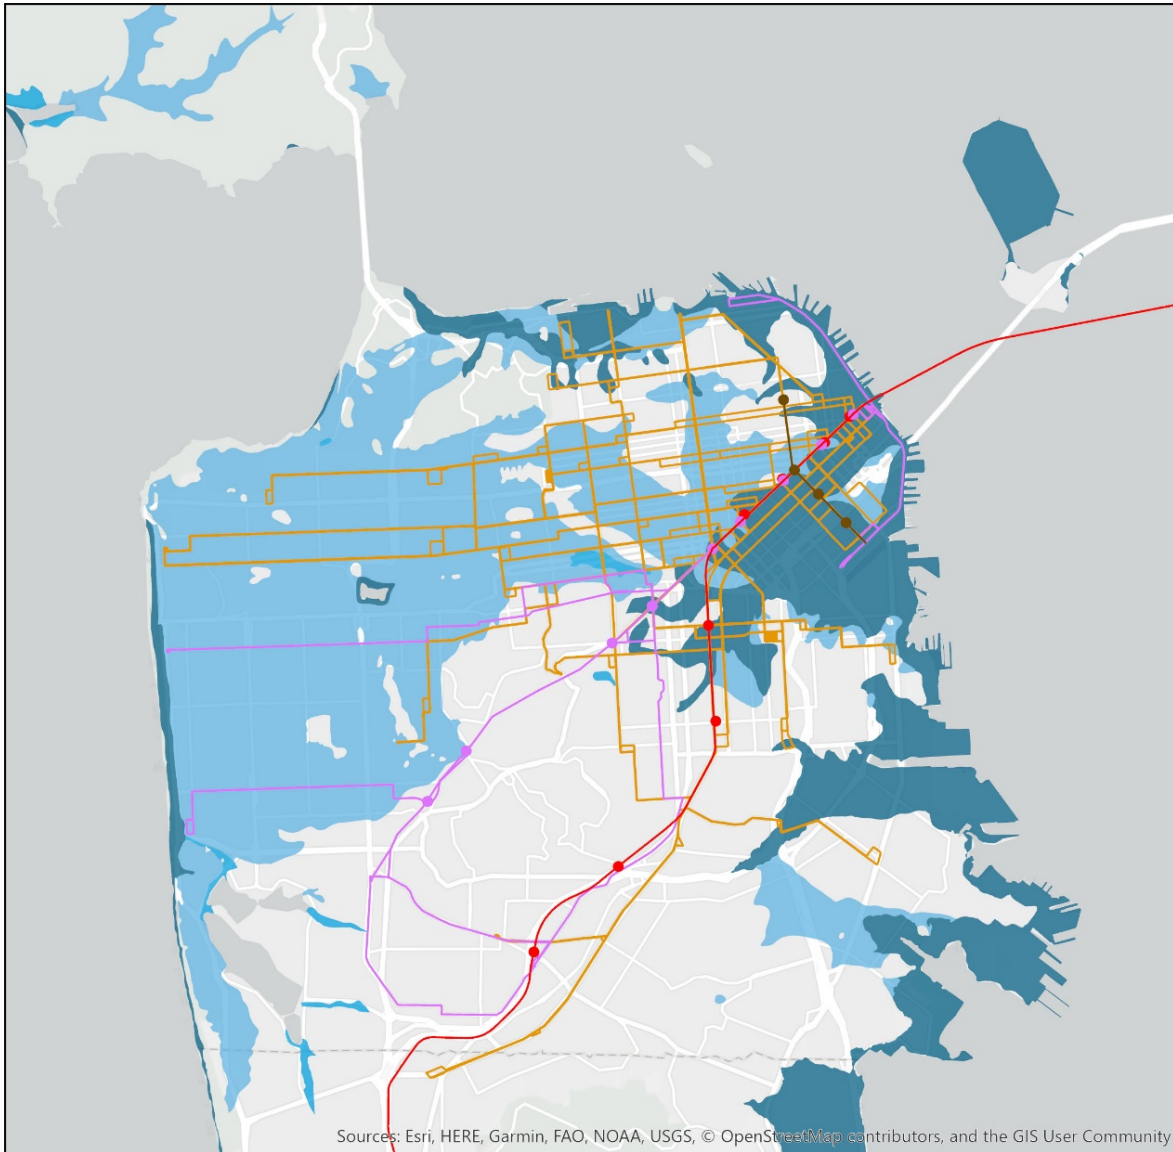 Sources: Esri, HERE, Garmin, FAO, NOAA, USGS, © OpenStreetMap contributors, and the GIS User Community